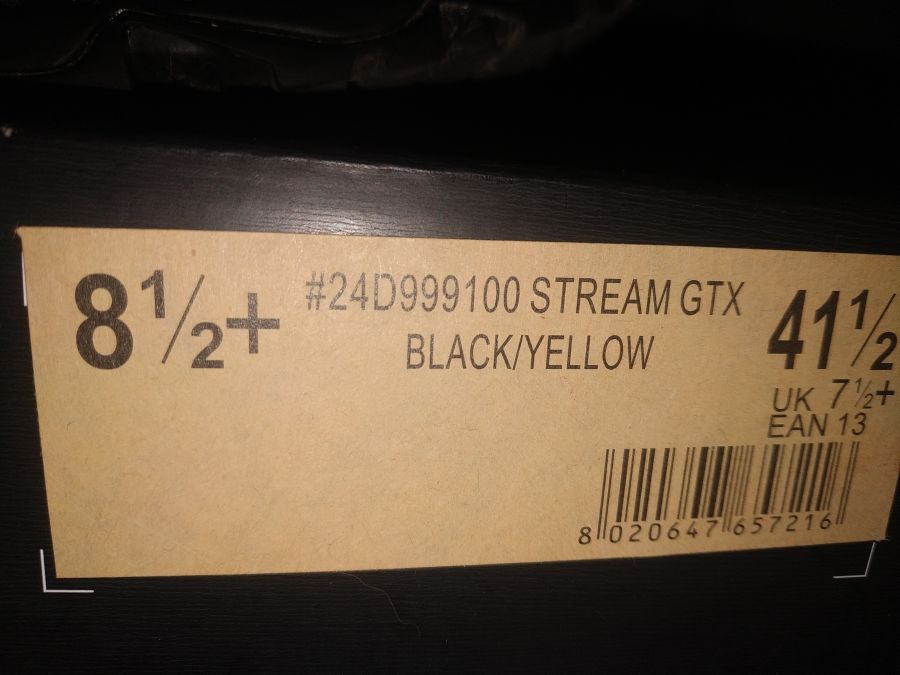 8½+
#24D999100 STREAM GTX
BLACK/YELLOW
41½
UK 7½+
EAN 13
8 020647 657216